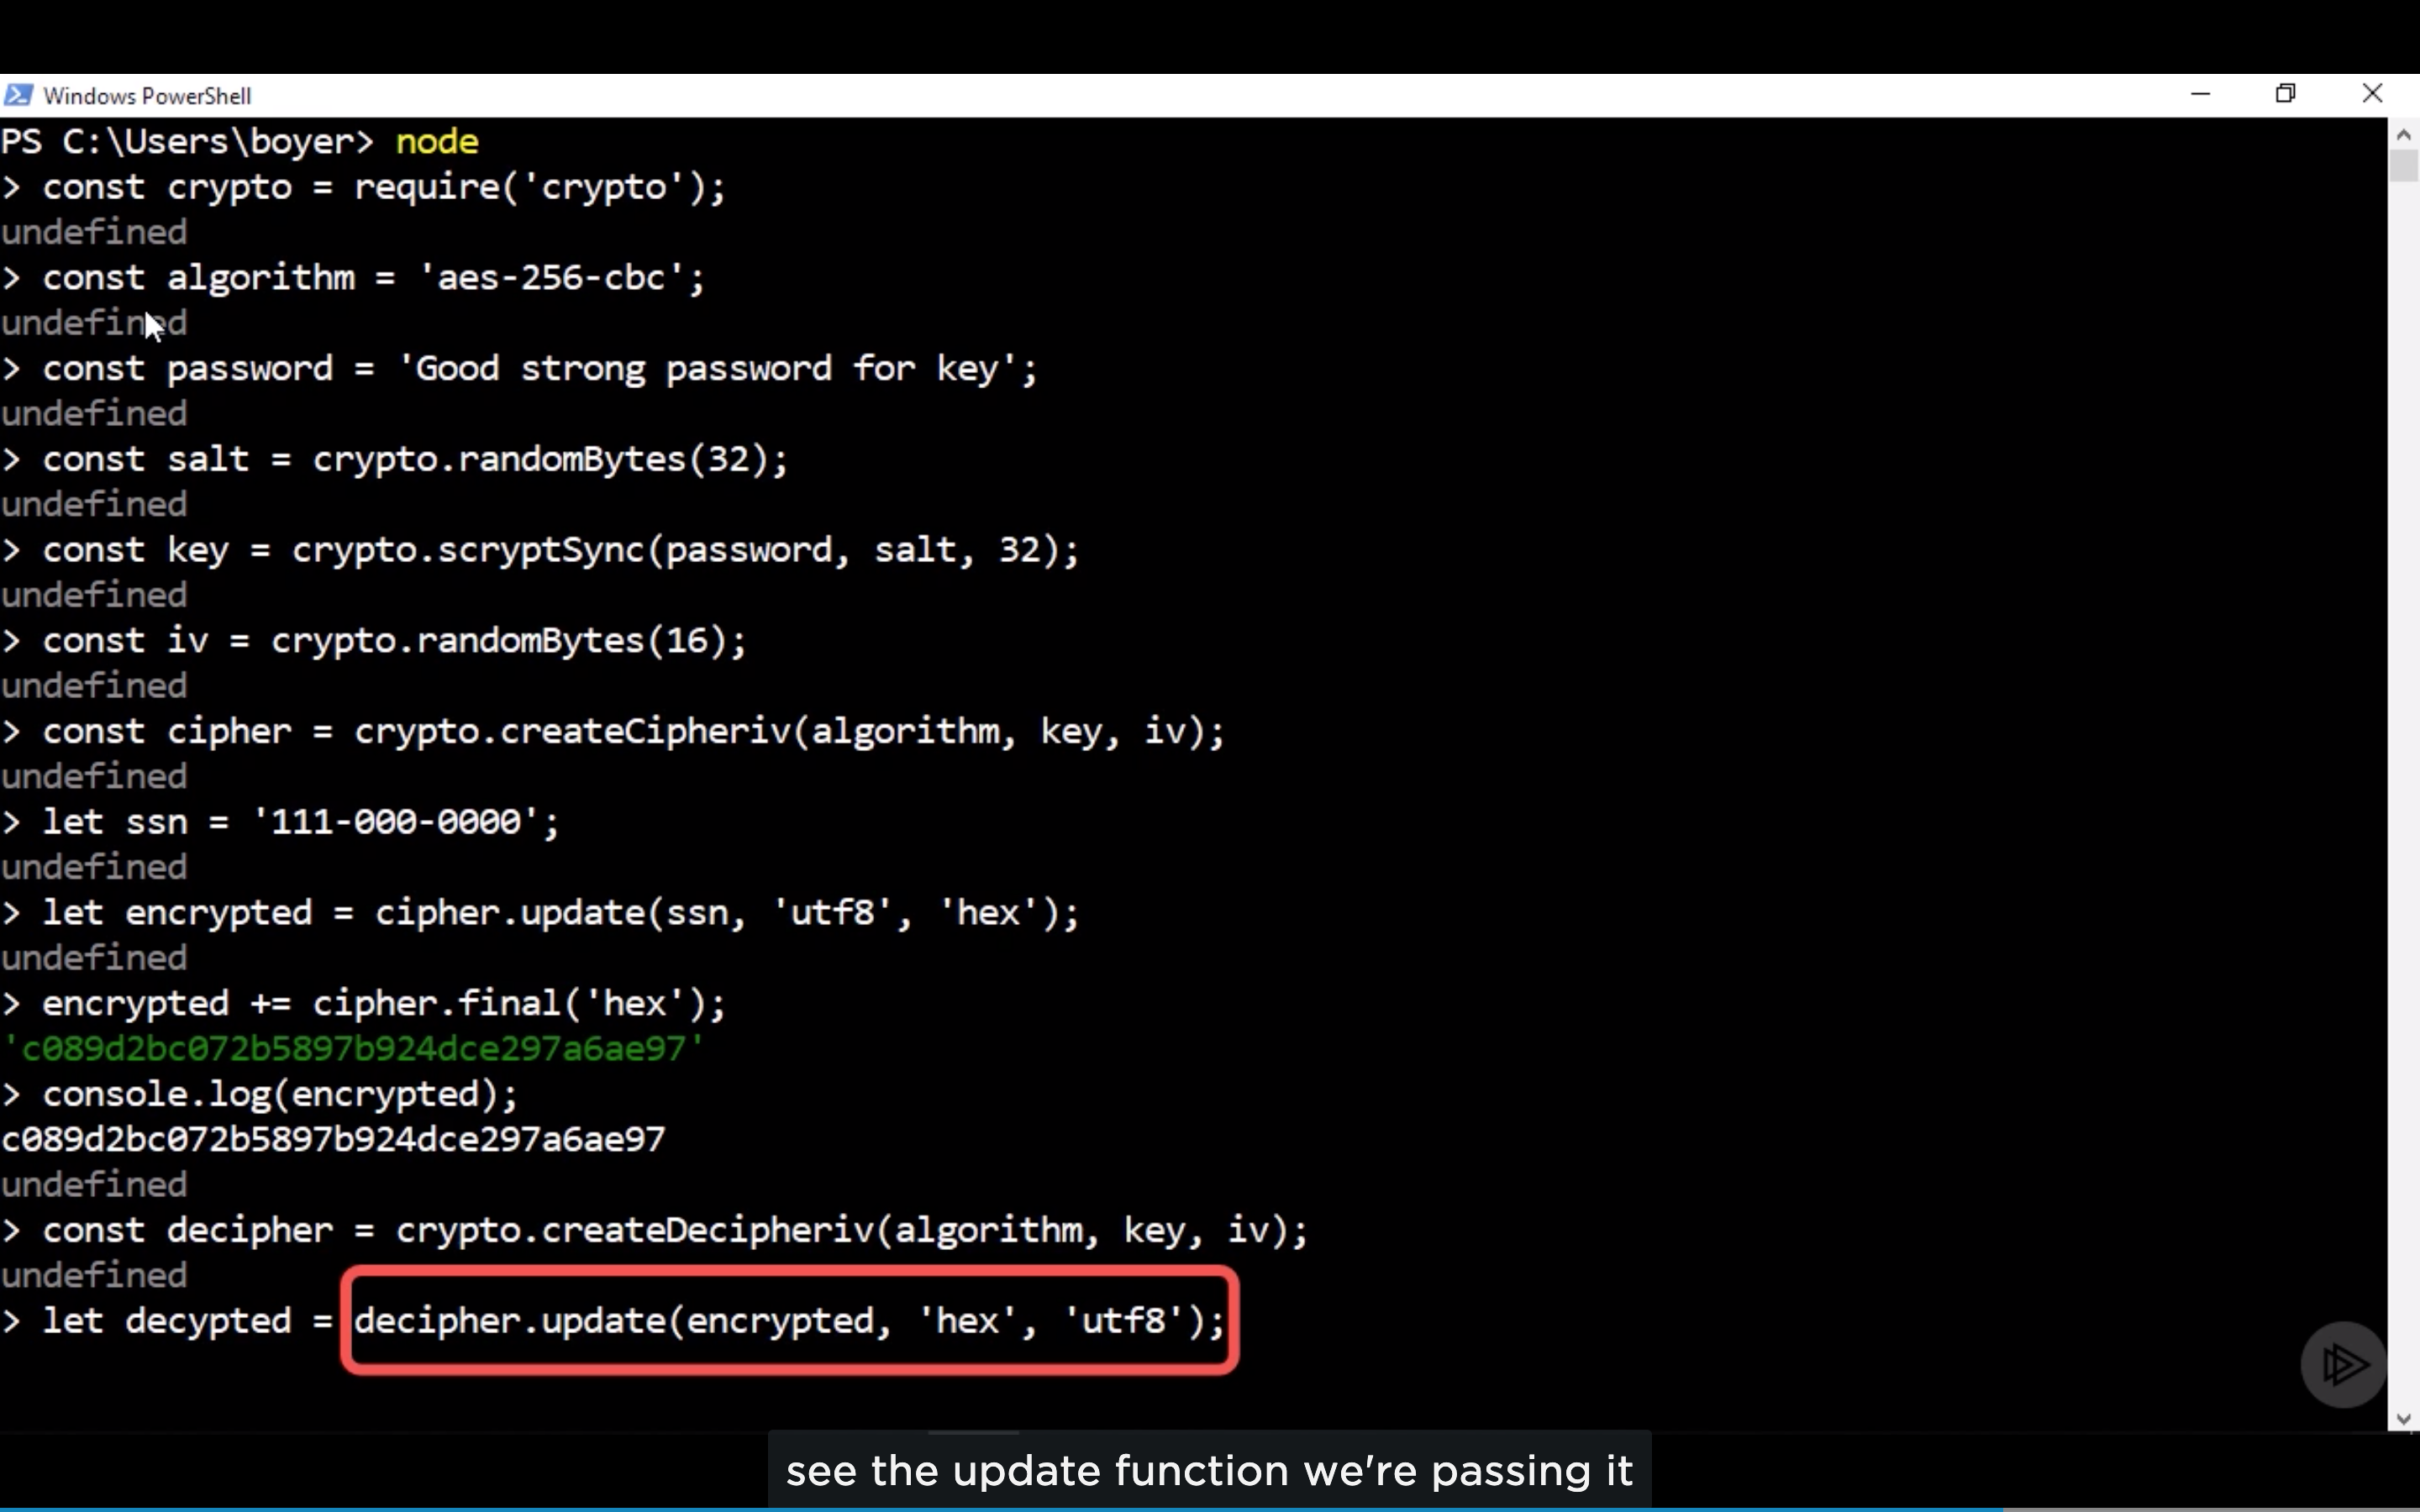 Windows PowerShell
PS C:\Users\boyer> node
> const crypto = require('crypto');
undefined
> const algorithm = 'aes-256-cbc';
undefined
> const password = 'Good strong password for key';
undefined
> const salt = crypto.randomBytes(32);
undefined
> const key = crypto.scryptSync(password, salt, 32);
undefined
> const iv = crypto.randomBytes(16);
undefined
> const cipher = crypto.createCipheriv(algorithm, key, iv);
undefined
> let ssn = '111-000-0000';
undefined
> let encrypted = cipher.update(ssn, 'utf8', 'hex');
undefined
> encrypted += cipher.final('hex');
'c089d2bc072b5897b924dce297a6ae97'
> console.log(encrypted);
c089d2bc072b5897b924dce297a6ae97
undefined
> const decipher = crypto.createDecipheriv(algorithm, key, iv);
undefined
> let decypted = decipher.update(encrypted, 'hex', 'utf8');
see the update function we're passing it